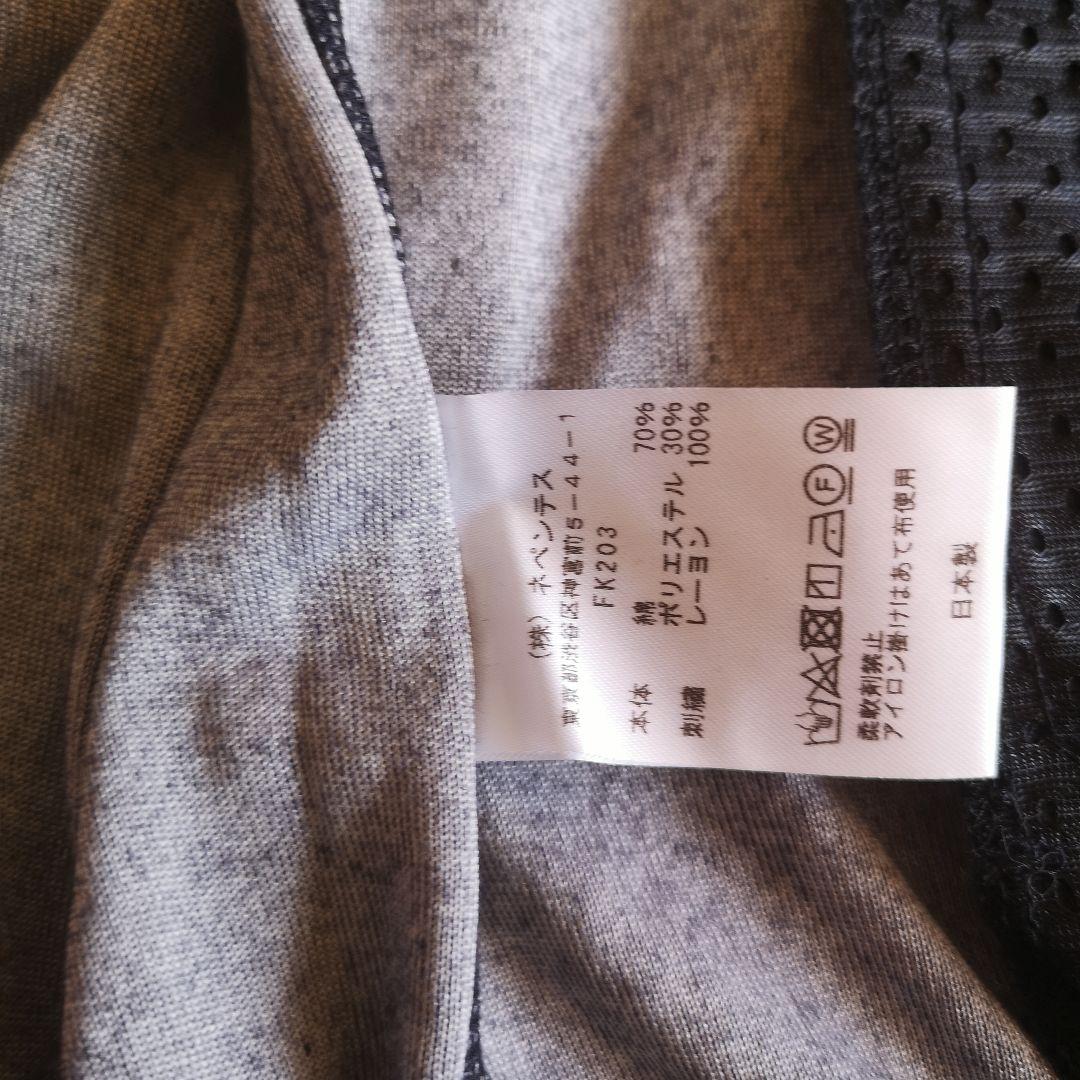 (株)ネペンテス
東京都渋谷区神宮前5-44-1
FK203
本体 綿 70%
ポリエステル 30%
刺繍 レーヨン 100%
柔軟剤禁止
アイロン掛けはあて布使用
日本製